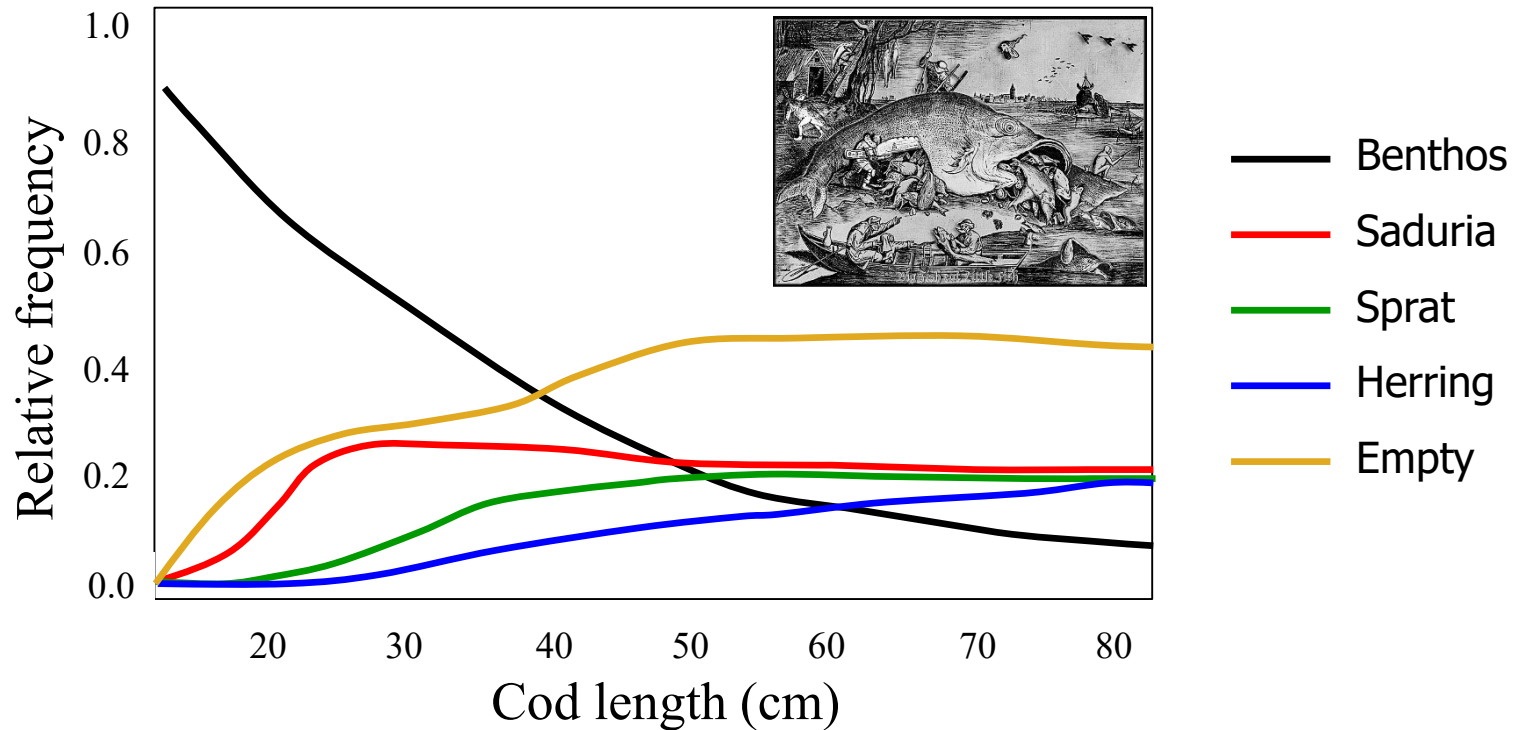 1.0
0.8
0.6
0.4
0.2
0.0
Relative frequency
20 30 40 50 60 70 80
Cod length (cm)
Benthos
Saduria
Sprat
Herring
Empty